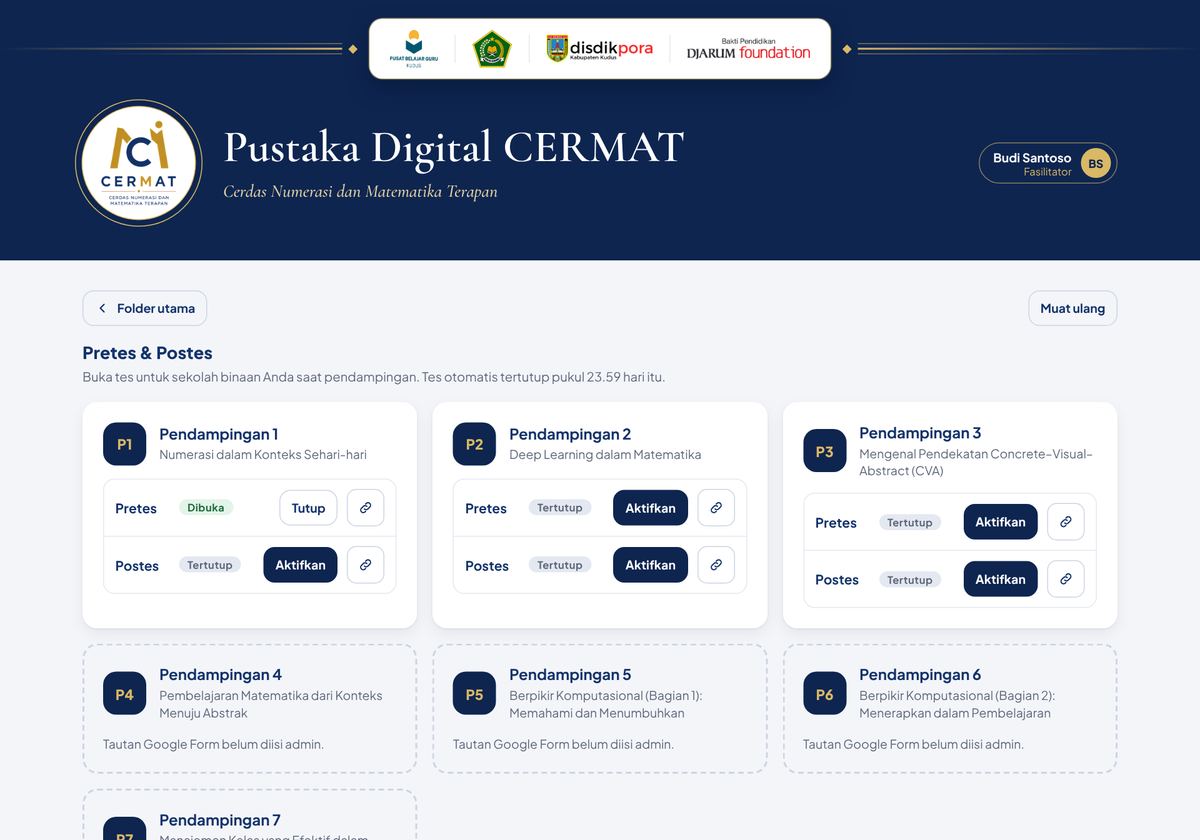 PUSAT BELAJAR GURU
KUDUS
disdikpora
Kabupaten Kudus
Bakti Pendidikan
DJARUM foundation
CERMAT
CERDAS NUMERASI DAN
MATEMATIKA TERAPAN
Pustaka Digital CERMAT
Cerdas Numerasi dan Matematika Terapan
Budi Santoso
Fasilitator
BS
Folder utama
Muat ulang
Pretes & Postes
Buka tes untuk sekolah binaan Anda saat pendampingan. Tes otomatis tertutup pukul 23.59 hari itu.
P1
Pendampingan 1
Numerasi dalam Konteks Sehari-hari
Pretes Dibuka Tutup
Postes Tertutup Aktifkan
P2
Pendampingan 2
Deep Learning dalam Matematika
Pretes Tertutup Aktifkan
Postes Tertutup Aktifkan
P3
Pendampingan 3
Mengenal Pendekatan Concrete–Visual–
Abstract (CVA)
Pretes Tertutup Aktifkan
Postes Tertutup Aktifkan
P4
Pendampingan 4
Pembelajaran Matematika dari Konteks
Menuju Abstrak
Tautan Google Form belum diisi admin.
P5
Pendampingan 5
Berpikir Komputasional (Bagian 1):
Memahami dan Menumbuhkan
Tautan Google Form belum diisi admin.
P6
Pendampingan 6
Berpikir Komputasional (Bagian 2):
Menerapkan dalam Pembelajaran
Tautan Google Form belum diisi admin.
P7
Pendampingan 7
Manajemen Kelas yang Efektif dalam